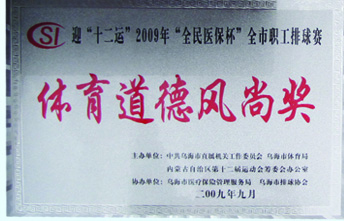 CSI 迎“十二运”2009年“全民医保杯”全市职工排球赛
体育道德风尚奖
主办单位：中共乌海市直属机关工作委员会 乌海市体育局
内蒙古自治区第十二届运动会筹委会办公室
协办单位：乌海市医疗保险管理服务局 乌海市排球协会
二00九年九月